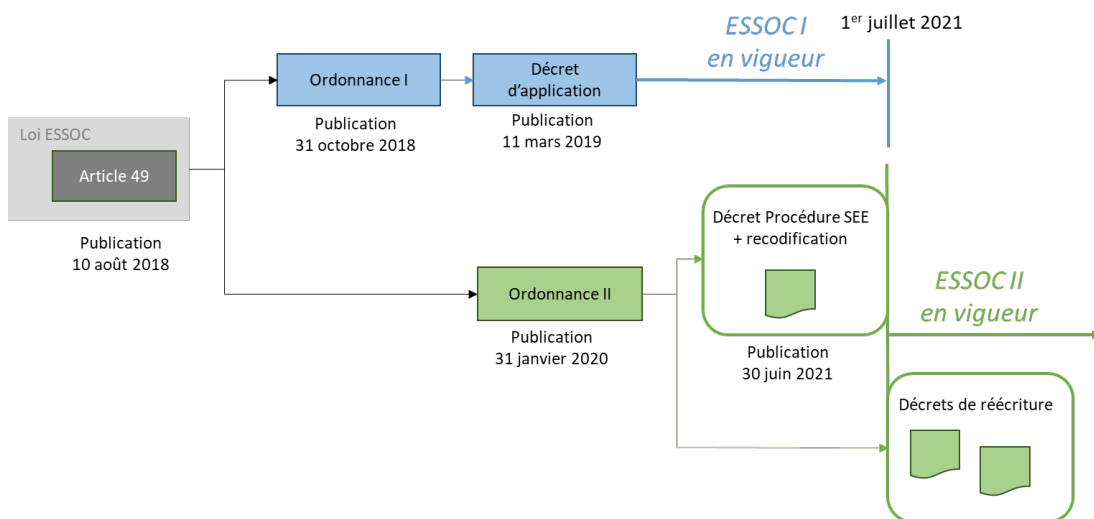 ESSOC I
en vigueur
1er juillet 2021
Ordonnance I
Décret
d’application
Publication
31 octobre 2018
Publication
11 mars 2019
Loi ESSOC
Article 49
Publication
10 août 2018
Décret Procédure SEE
+ recodification
Ordonnance II
ESSOC II
en vigueur
Publication
31 janvier 2020
Publication
30 juin 2021
Décrets de réécriture